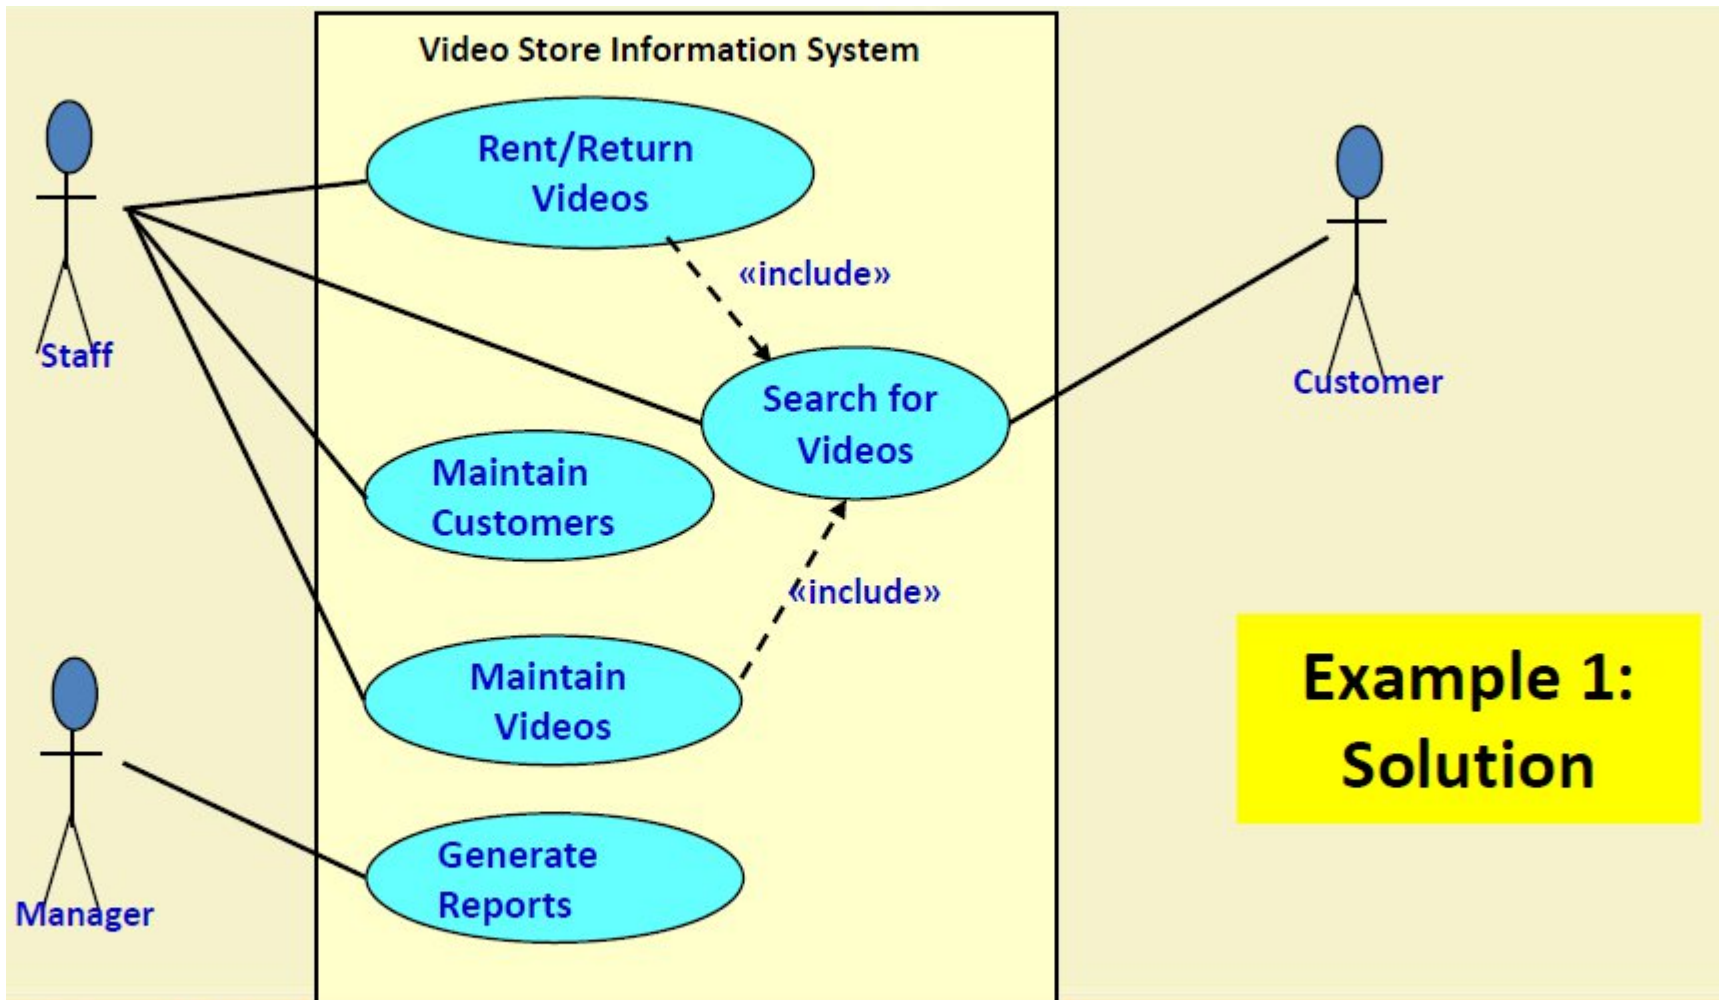 Video Store Information System
Rent/Return
Videos
«include»
Staff
Customer
Search for
Videos
Maintain
Customers
«include»
Maintain
Videos
Example 1:
Solution
Generate
Reports
Manager